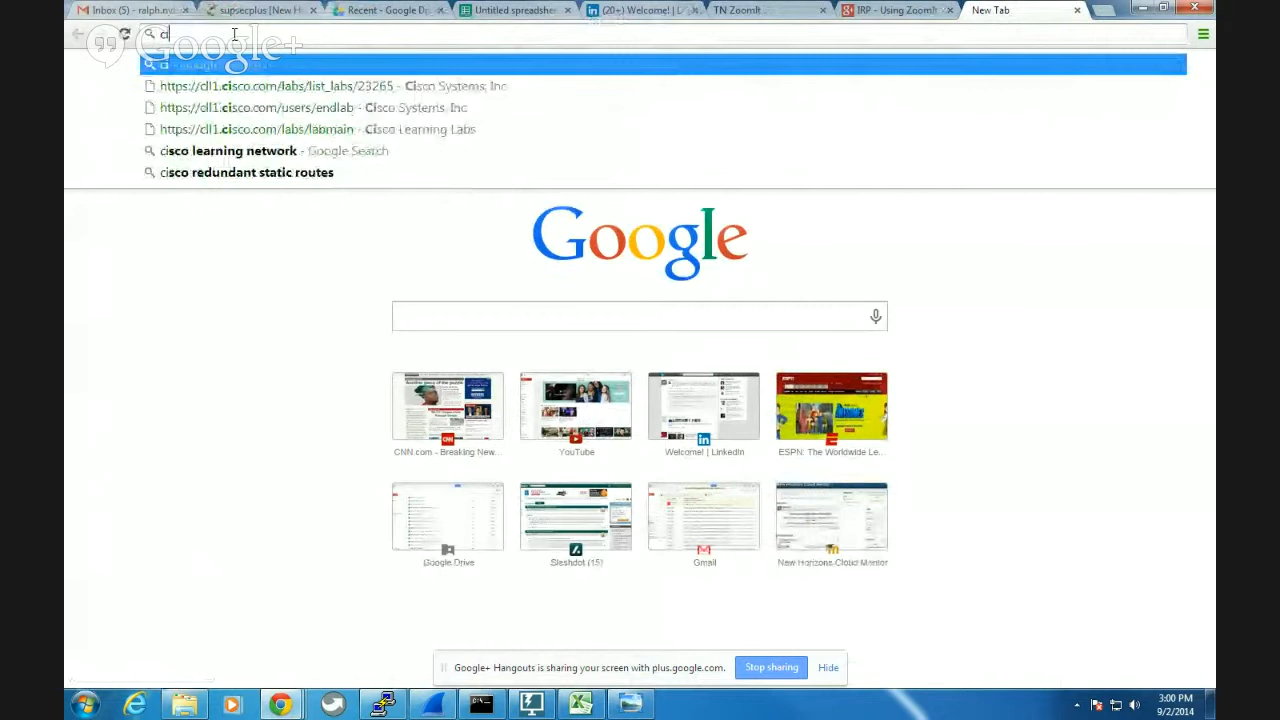 Inbox (5) - ralph.nyb
supsecplus [New H
Recent - Google Dr
Untitled spreadshee
(20+) Welcome! | L
TN ZoomIt
IRP - Using ZoomIt
New Tab
ci
Google+
https://cll1.cisco.com/labs/list_labs/23265 - Cisco Systems, Inc
https://cll1.cisco.com/users/endlab - Cisco Systems, Inc
https://cll1.cisco.com/labs/labmain - Cisco Learning Labs
cisco learning network - Google Search
cisco redundant static routes
Google
CNN.com - Breaking New...
YouTube
Welcome! | LinkedIn
ESPN: The Worldwide Le...
Google Drive
Slashdot (15)
Gmail
New Horizons Cloud Mentor
Google+ Hangouts is sharing your screen with plus.google.com.
Stop sharing
Hide
3:00 PM
9/2/2014